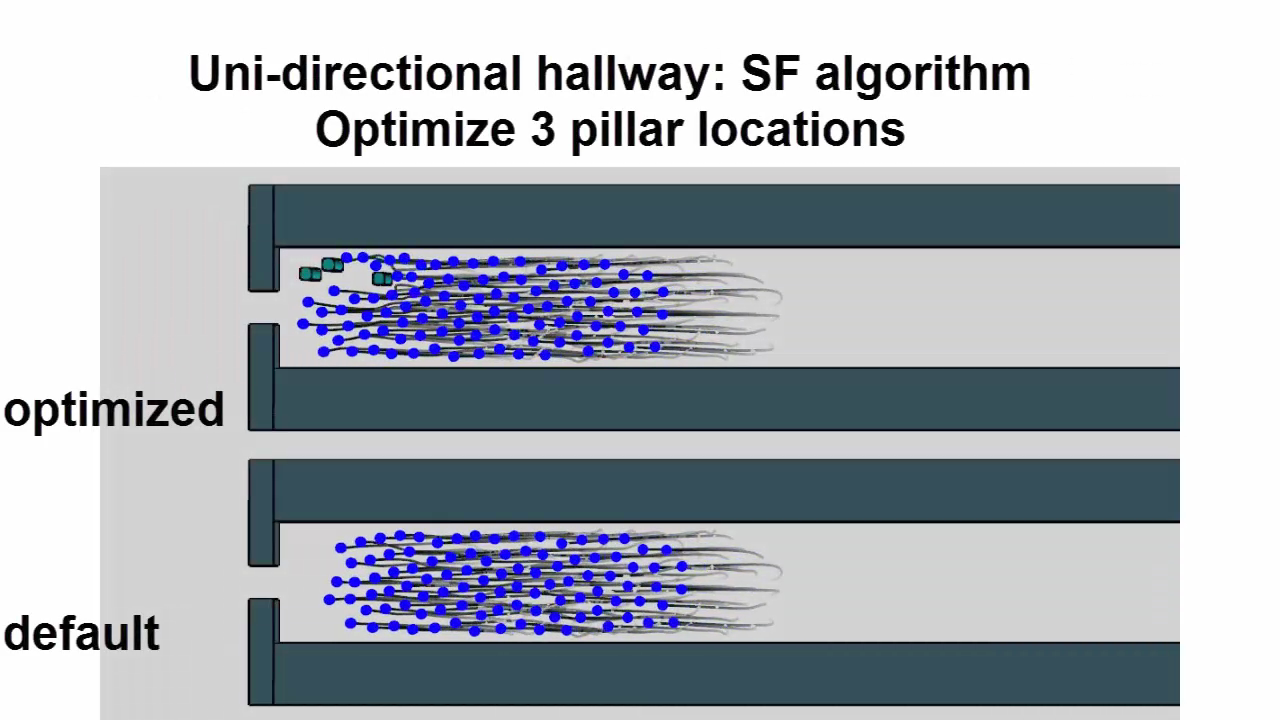 Uni-directional hallway: SF algorithm
Optimize 3 pillar locations
optimized
default